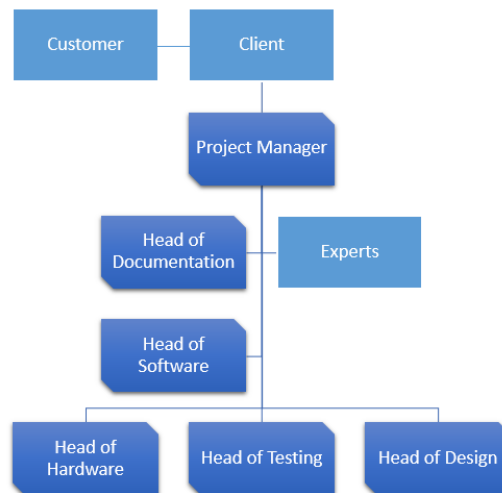 Customer
Client
Project Manager
Head of
Documentation
Experts
Head of
Software
Head of
Hardware
Head of Testing
Head of Design